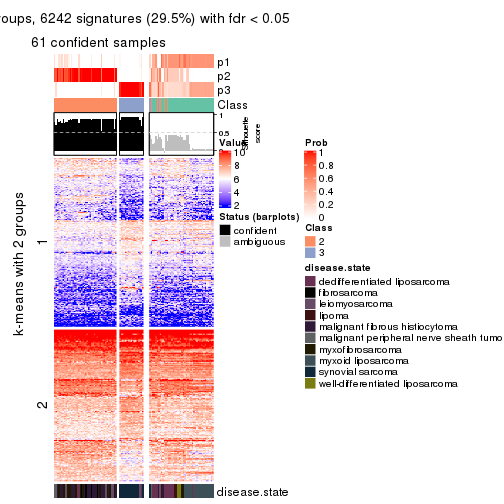 roups, 6242 signatures (29.5%) with fdr < 0.05
61 confident samples
p1
p2
p3
Class
1
0.5
0
silhouette
score
Value
10
8
6
4
2
Status (barplots)
confident
ambiguous
Prob
1
0.8
0.6
0.4
0.2
0
Class
2
3
disease.state
dedifferentiated liposarcoma
fibrosarcoma
leiomyosarcoma
lipoma
malignant fibrous histiocytoma
malignant peripheral nerve sheath tumo
myxofibrosarcoma
myxoid liposarcoma
synovial sarcoma
well-differentiated liposarcoma
k-means with 2 groups
1
2
disease.state